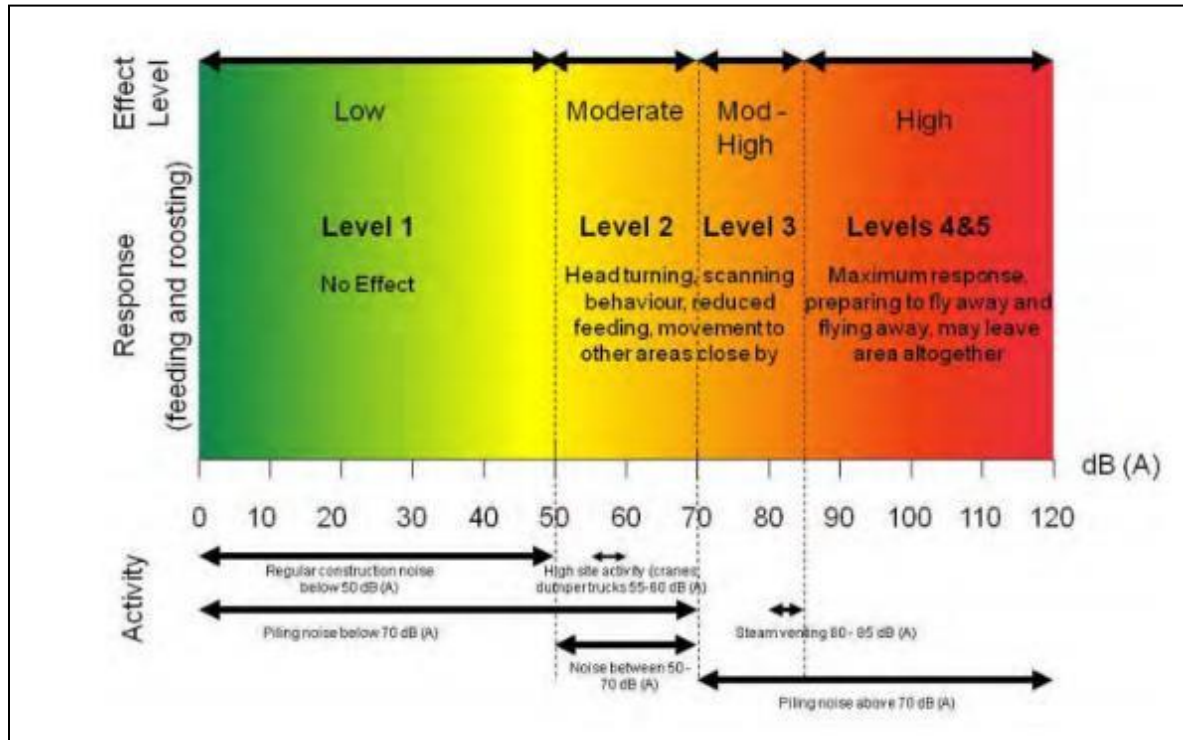 Effect
Level
Low
Moderate
Mod -
High
High
Response
(feeding and roosting)
Level 1
Level 2
Level 3
Levels 4&5
No Effect
Head turning, scanning
behaviour, reduced
feeding, movement to
other areas close by
Maximum response,
preparing to fly away and
flying away, may leave
area altogether
dB (A)
0 10 20 30 40 50 60 70 80 90 100 110 120
Activity
Regular construction noise
below 50 dB (A)
High site activity (cranes,
dumper trucks 55-60 dB (A)
Piling noise below 70 dB (A)
Steam venting 80 - 85 dB (A)
Noise between 50 -
70 dB (A)
Piling noise above 70 dB (A)